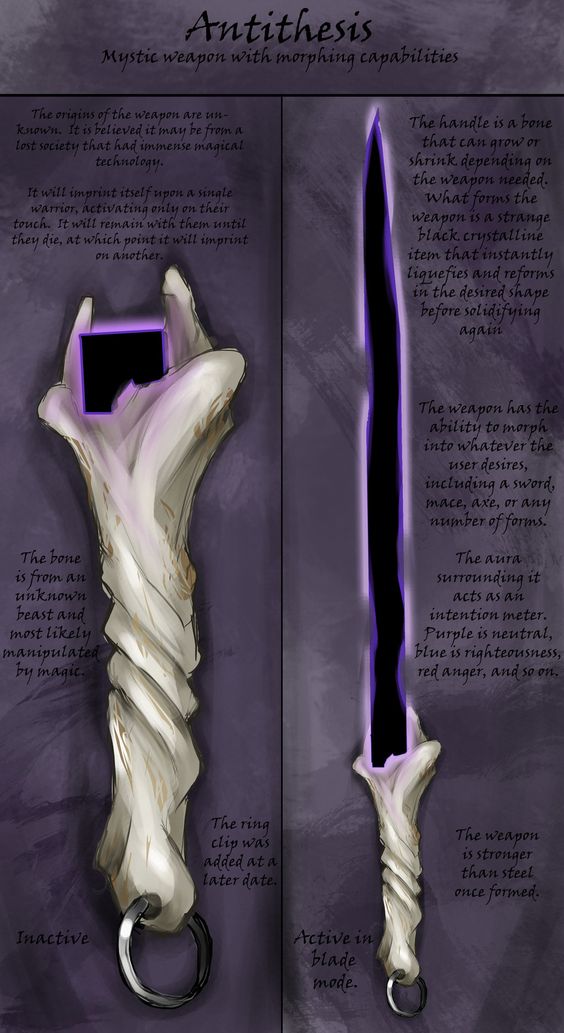 Antithesis
Mystic weapon with morphing capabilities
The origins of the weapon are un-
known. It is believed it may be from a
lost society that had immense magical
technology.
It will imprint itself upon a single
warrior, activating only on their
touch. It will remain with them until
they die, at which point it will imprint
on another.
The bone
is from an
unknown
beast and
most likely
manipulated
by magic.
The ring
clip was
added at a
later date.
Inactive
The handle is a bone
that can grow or
shrink depending on
the weapon needed.
What forms the
weapon is a strange
black crystalline
item that instantly
liquefies and reforms
in the desired shape
before solidifying
again
The weapon has the
ability to morph
into whatever the
user desires,
including a sword,
mace, axe, or any
number of forms.
The aura
surrounding it
acts as an
intention meter.
Purple is neutral,
blue is righteousness,
red anger, and so on.
The weapon
is stronger
than steel
once formed.
Active in
blade
mode.